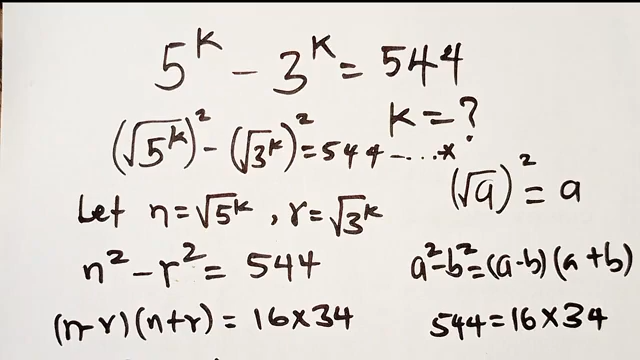 5^k - 3^k = 544
k = ?
(√5^k)^2 - (√3^k)^2 = 544 ----...*
(√a)^2 = a
Let n = √5^k , r = √3^k
n^2 - r^2 = 544
a^2-b^2=(a-b)(a+b)
(n-r)(n+r) = 16×34
544 = 16×34